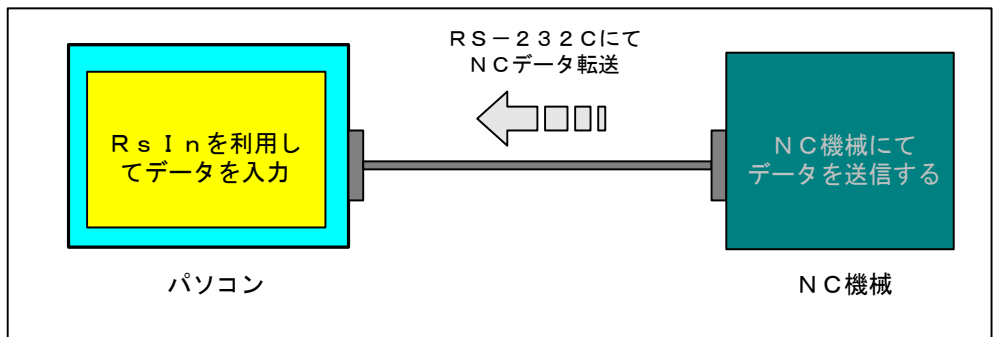 RS－232Cにて
NCデータ転送
RsInを利用し
てデータを入力
NC機械にて
データを送信する
パソコン
NC機械